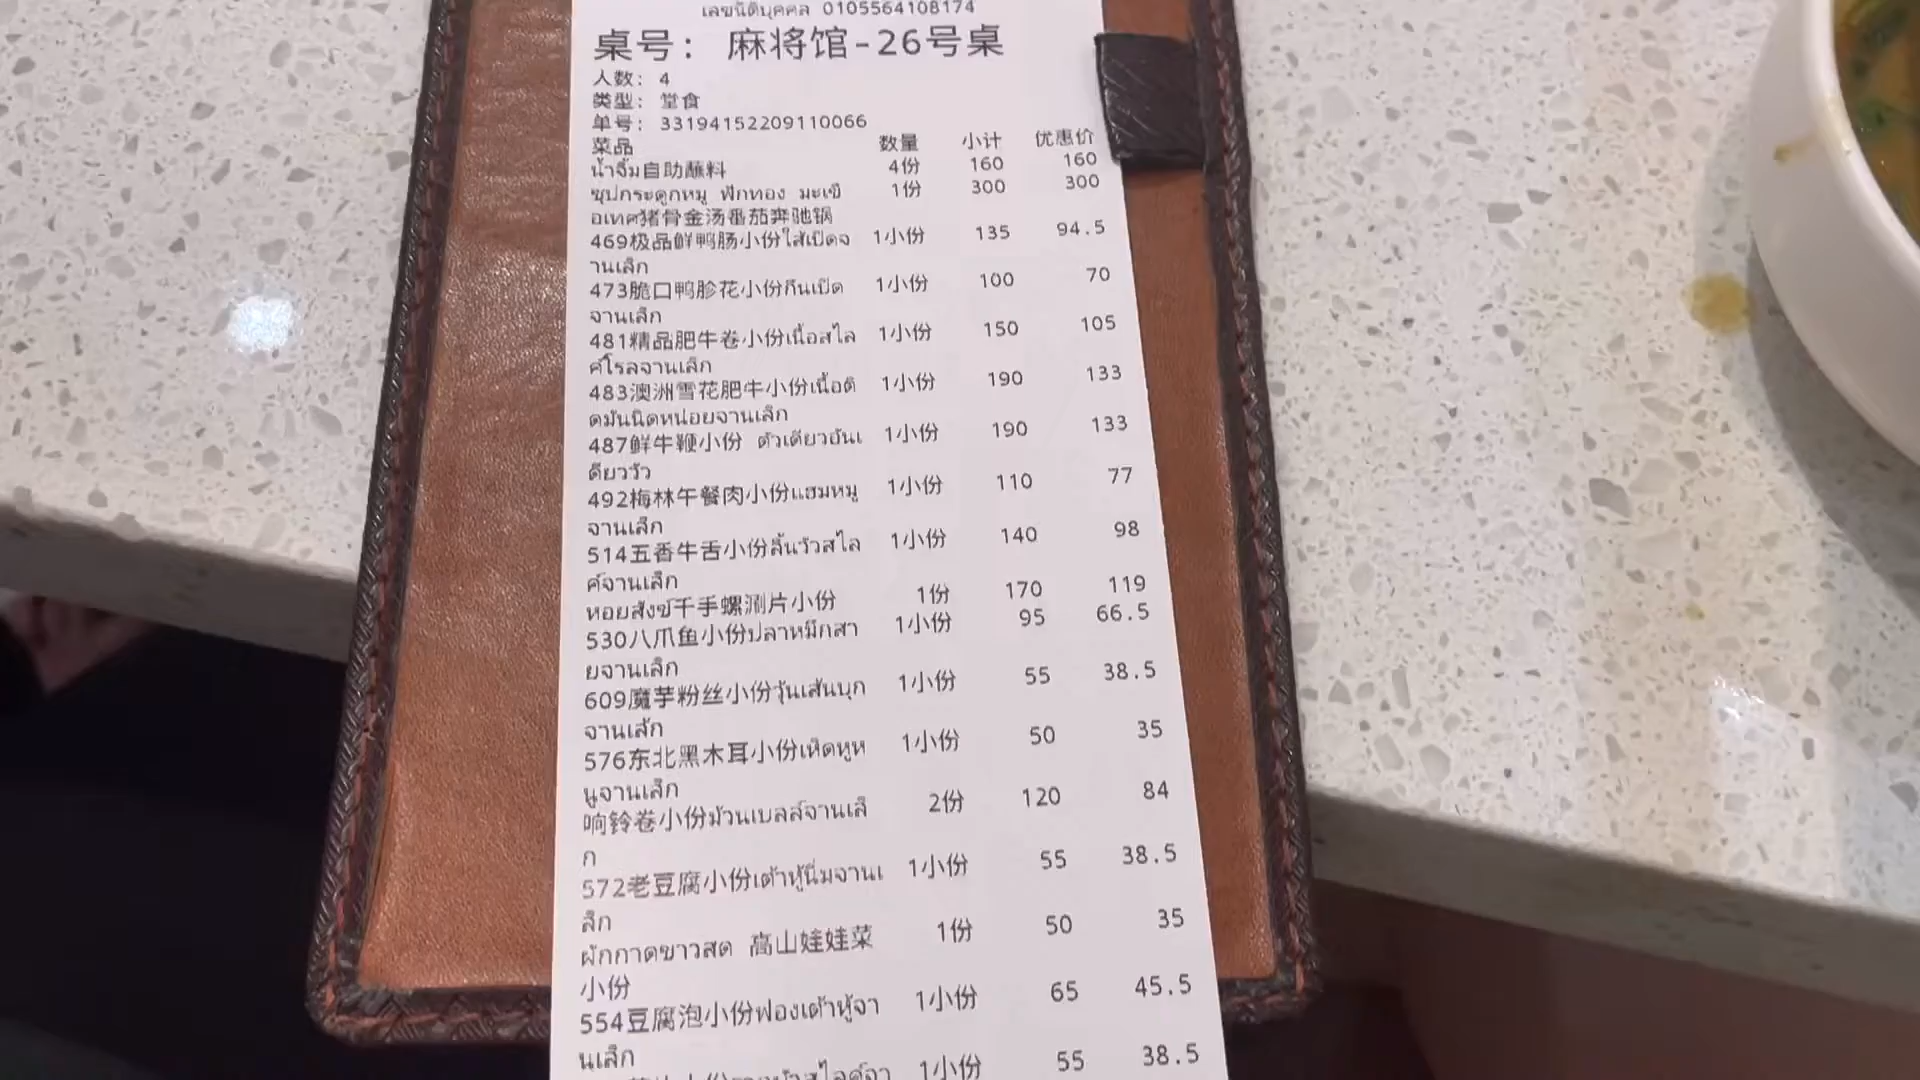 เลขนิติบุคคล 0105564108174
桌号: 麻将馆-26号桌
人数: 4
类型: 堂食
单号: 33194152209110066
菜品 数量 小计 优惠价
น้ำจิ้ม自助蘸料 4份 160 160
ซุปกระดูกหมู ฟักทอง มะเขื 1份 300 300
อเทศ猪骨金汤番茄奔驰锅
469极品鲜鸭肠小份ไส้เป็ดจ 1小份 135 94.5
านเล็ก
473脆口鸭胗花小份กึ๋นเป็ด 1小份 100 70
จานเล็ก
481精品肥牛卷小份เนื้อสไล 1小份 150 105
ค์โรลจานเล็ก
483澳洲雪花肥牛小份เนื้อติ 1小份 190 133
ดมันนิดหน่อยจานเล็ก
487鲜牛鞭小份 ตัวเดียวอันเ 1小份 190 133
ดียววัว
492梅林午餐肉小份แฮมหมู 1小份 110 77
จานเล็ก
514五香牛舌小份ลิ้นวัวสไล 1小份 140 98
ค์จานเล็ก
หอยสังข์千手螺涮片小份 1份 170 119
530八爪鱼小份ปลาหมึกสา 1小份 95 66.5
ยจานเล็ก
609魔芋粉丝小份วุ้นเส้นบุก 1小份 55 38.5
จานเล็ก
576东北黑木耳小份เห็ดหูห 1小份 50 35
นูจานเล็ก
响铃卷小份ม้วนเบลล์จานเล็ 2份 120 84
ก
572老豆腐小份เต้าหู้นิ่มจานเ 1小份 55 38.5
ล็ก
ผักกาดขาวสด 高山娃娃菜 1份 50 35
小份
554豆腐泡小份ฟองเต้าหู้จา 1小份 65 45.5
นเล็ก
1小份 55 38.5